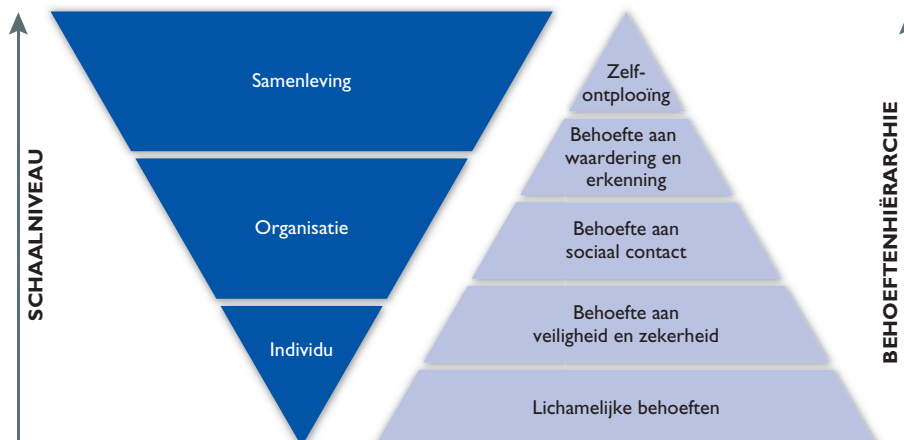 SCHAALNIVEAU
Samenleving
Organisatie
Individu
Zelf-
ontplooïng
Behoefte aan
waardering en
erkenning
Behoefte aan
sociaal contact
Behoefte aan
veiligheid en zekerheid
Lichamelijke behoeften
BEHOEFTENHIËRARCHIE